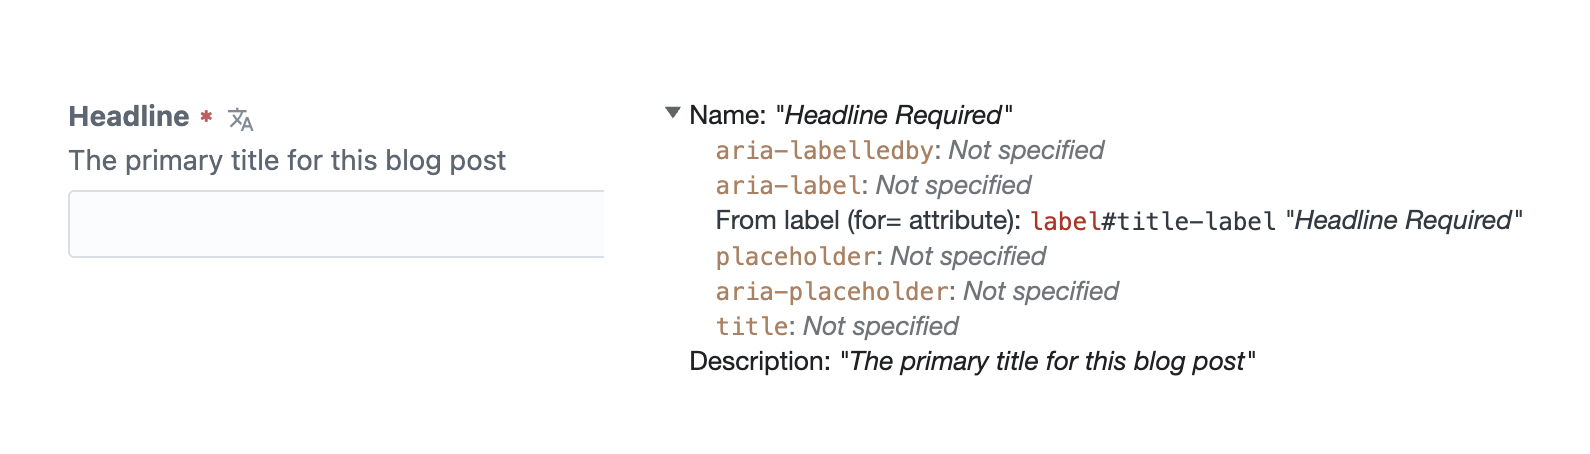 Headline *
The primary title for this blog post
Name: "Headline Required"
aria-labelledby: Not specified
aria-label: Not specified
From label (for= attribute): label#title-label "Headline Required"
placeholder: Not specified
aria-placeholder: Not specified
title: Not specified
Description: "The primary title for this blog post"